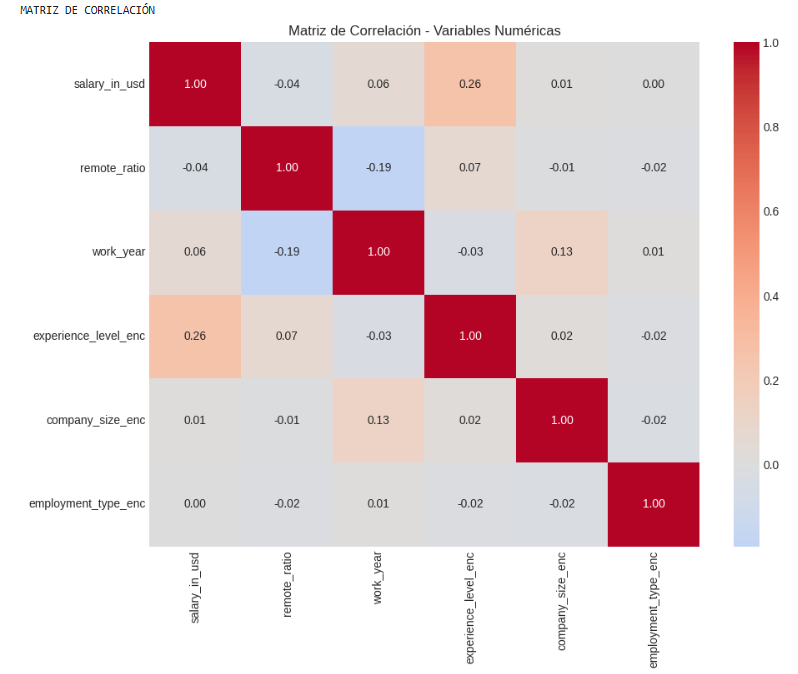 MATRIZ DE CORRELACIÓN
Matriz de Correlación - Variables Numéricas
salary_in_usd 1.00 -0.04 0.06 0.26 0.01 0.00
remote_ratio -0.04 1.00 -0.19 0.07 -0.01 -0.02
work_year 0.06 -0.19 1.00 -0.03 0.13 0.01
experience_level_enc 0.26 0.07 -0.03 1.00 0.02 -0.02
company_size_enc 0.01 -0.01 0.13 0.02 1.00 -0.02
employment_type_enc 0.00 -0.02 0.01 -0.02 -0.02 1.00
salary_in_usd
remote_ratio
work_year
experience_level_enc
company_size_enc
employment_type_enc
1.0
0.8
0.6
0.4
0.2
0.0